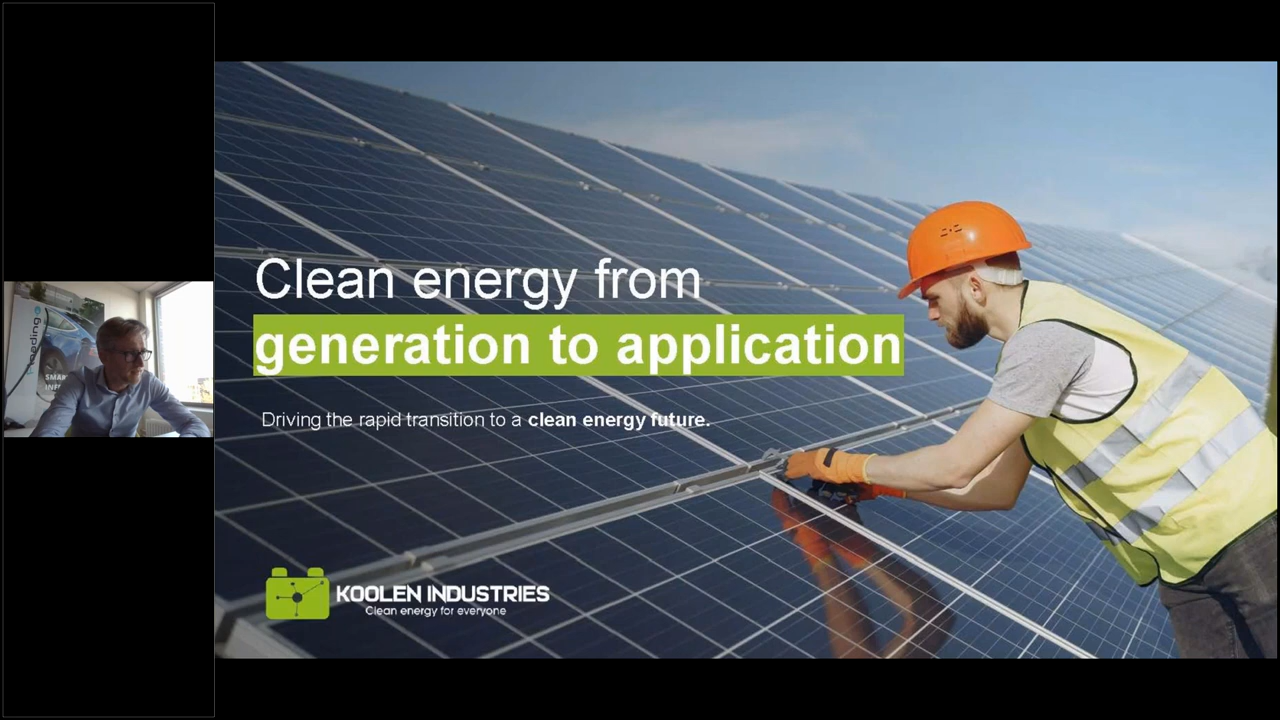 Clean energy from
generation to application
Driving the rapid transition to a clean energy future.
KOOLEN INDUSTRIES
Clean energy for everyone